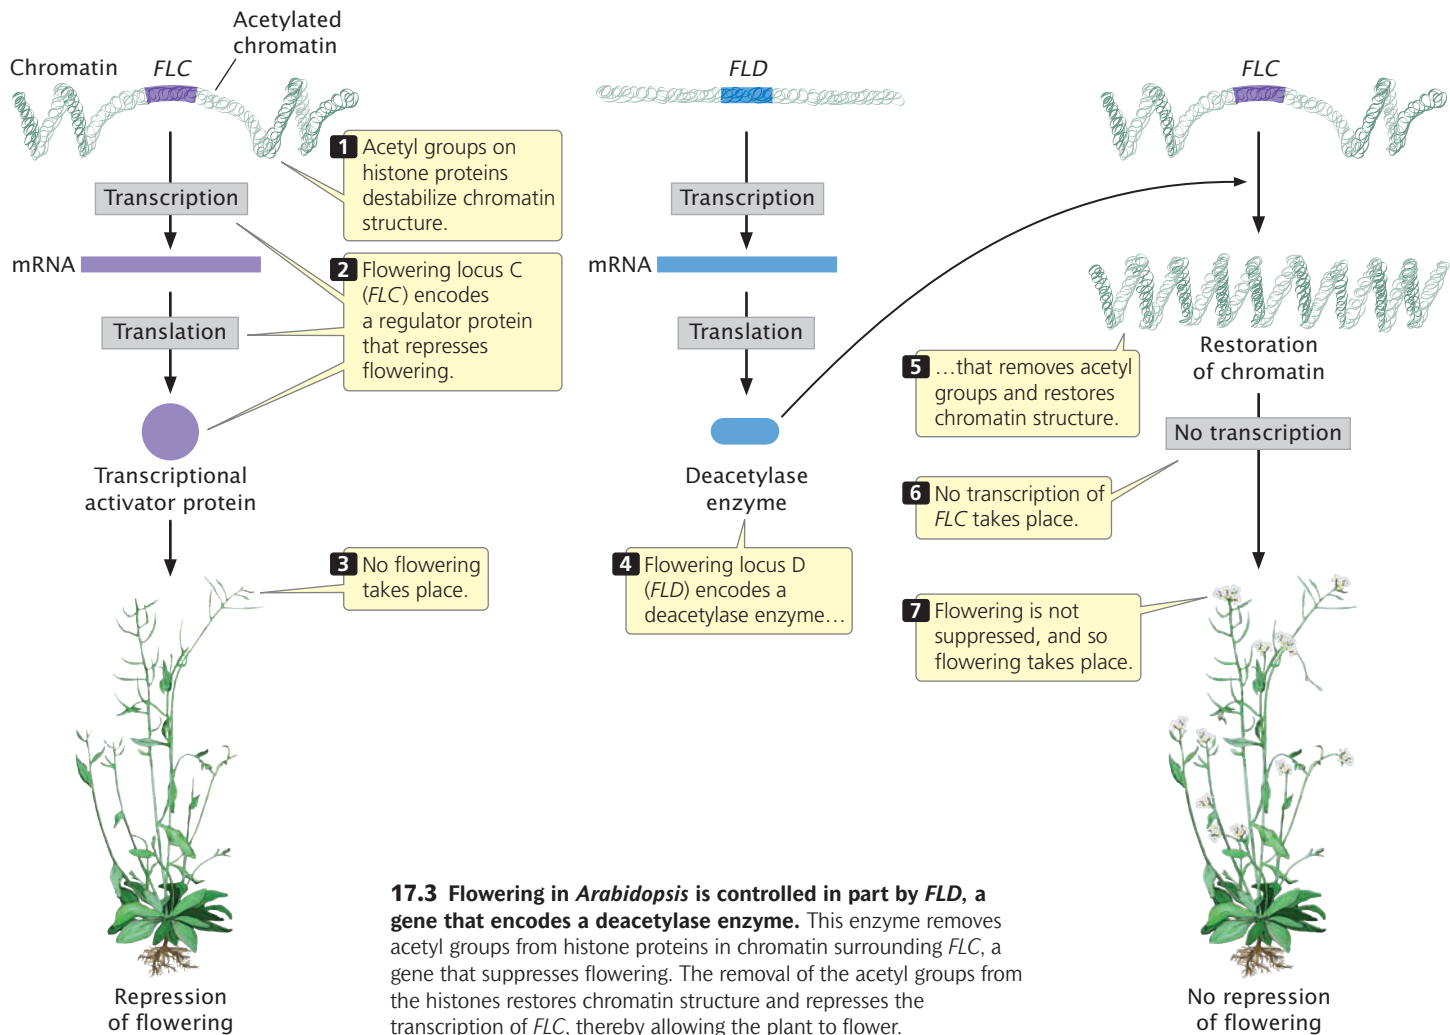 Acetylated
chromatin
Chromatin
FLC
1 Acetyl groups on
histone proteins
destabilize chromatin
structure.
Transcription
mRNA
2 Flowering locus C
(FLC) encodes
a regulator protein
that represses
flowering.
Translation
Transcriptional
activator protein
3 No flowering
takes place.
Repression
of flowering
FLD
Transcription
mRNA
Translation
Deacetylase
enzyme
4 Flowering locus D
(FLD) encodes a
deacetylase enzyme…
FLC
Restoration
of chromatin
5 …that removes acetyl
groups and restores
chromatin structure.
No transcription
6 No transcription of
FLC takes place.
7 Flowering is not
suppressed, and so
flowering takes place.
No repression
of flowering
17.3 Flowering in Arabidopsis is controlled in part by FLD, a
gene that encodes a deacetylase enzyme. This enzyme removes
acetyl groups from histone proteins in chromatin surrounding FLC, a
gene that suppresses flowering. The removal of the acetyl groups from
the histones restores chromatin structure and represses the
transcription of FLC, thereby allowing the plant to flower.